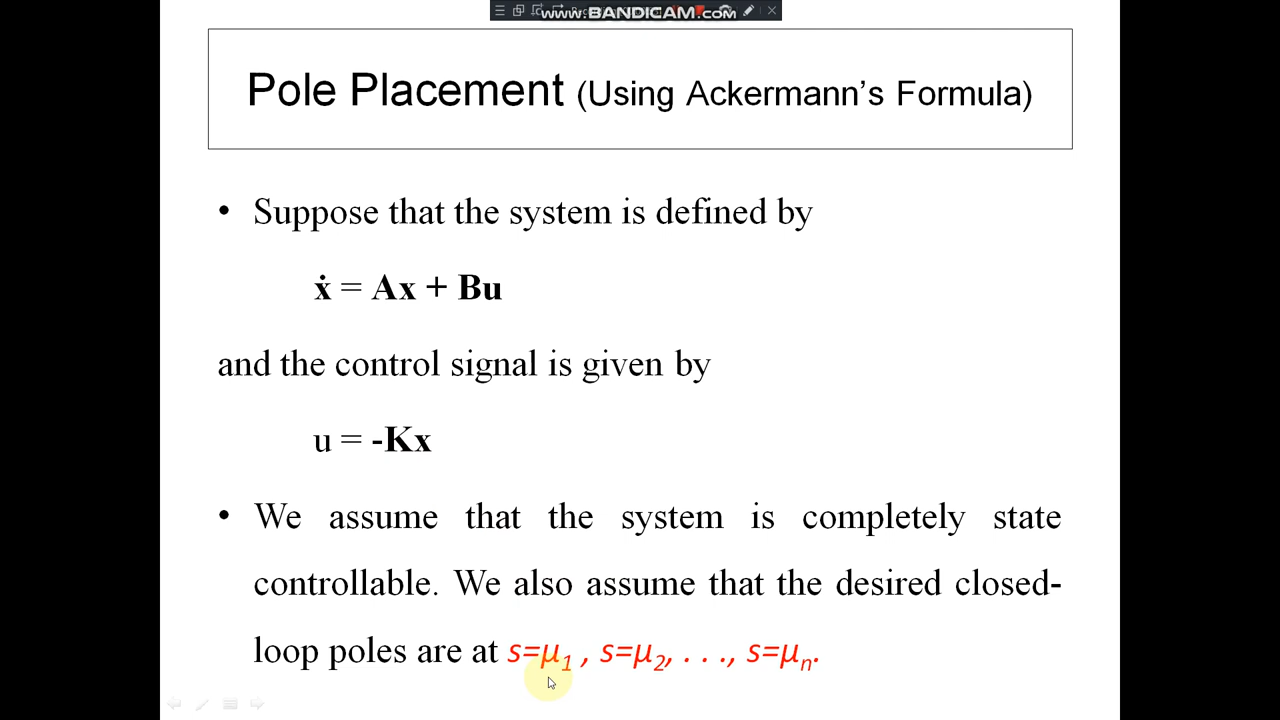 www.BANDICAM.com
Pole Placement (Using Ackermann’s Formula)
• Suppose that the system is defined by
ẋ = Ax + Bu
and the control signal is given by
u = -Kx
• We assume that the system is completely state
controllable. We also assume that the desired closed-
loop poles are at s=μ₁ , s=μ₂, . . ., s=μₙ.